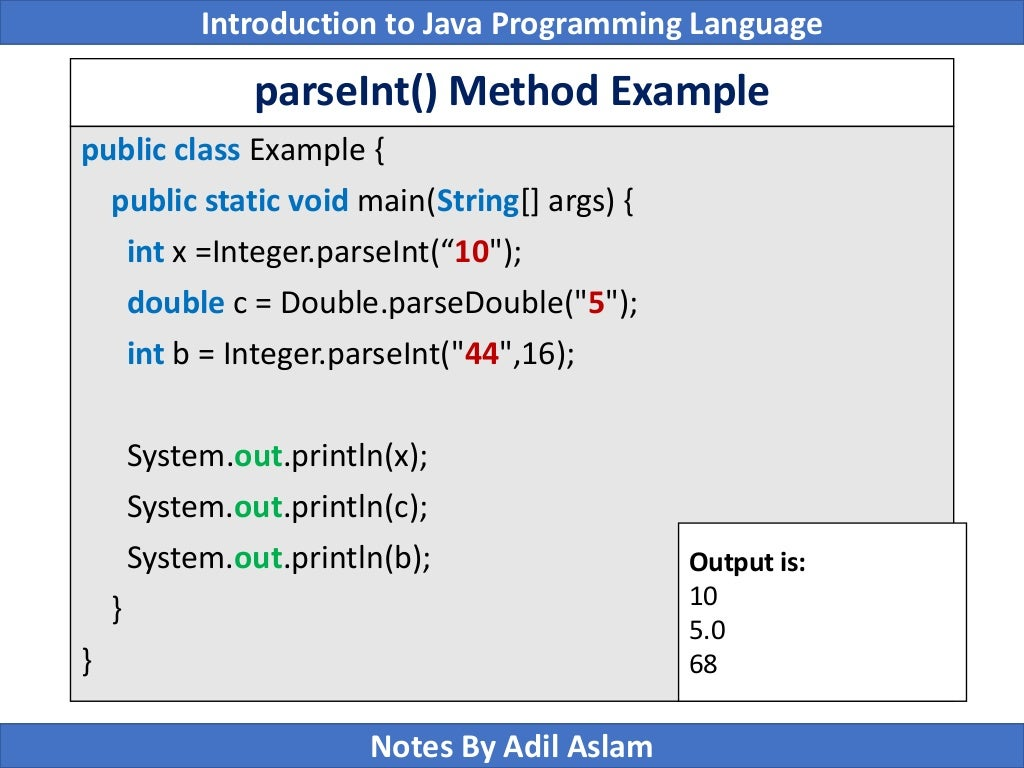 Introduction to Java Programming Language
parseInt() Method Example
public class Example {
public static void main(String[] args) {
int x =Integer.parseInt(“10");
double c = Double.parseDouble("5");
int b = Integer.parseInt("44",16);
System.out.println(x);
System.out.println(c);
System.out.println(b);
}
}
Output is:
10
5.0
68
Notes By Adil Aslam